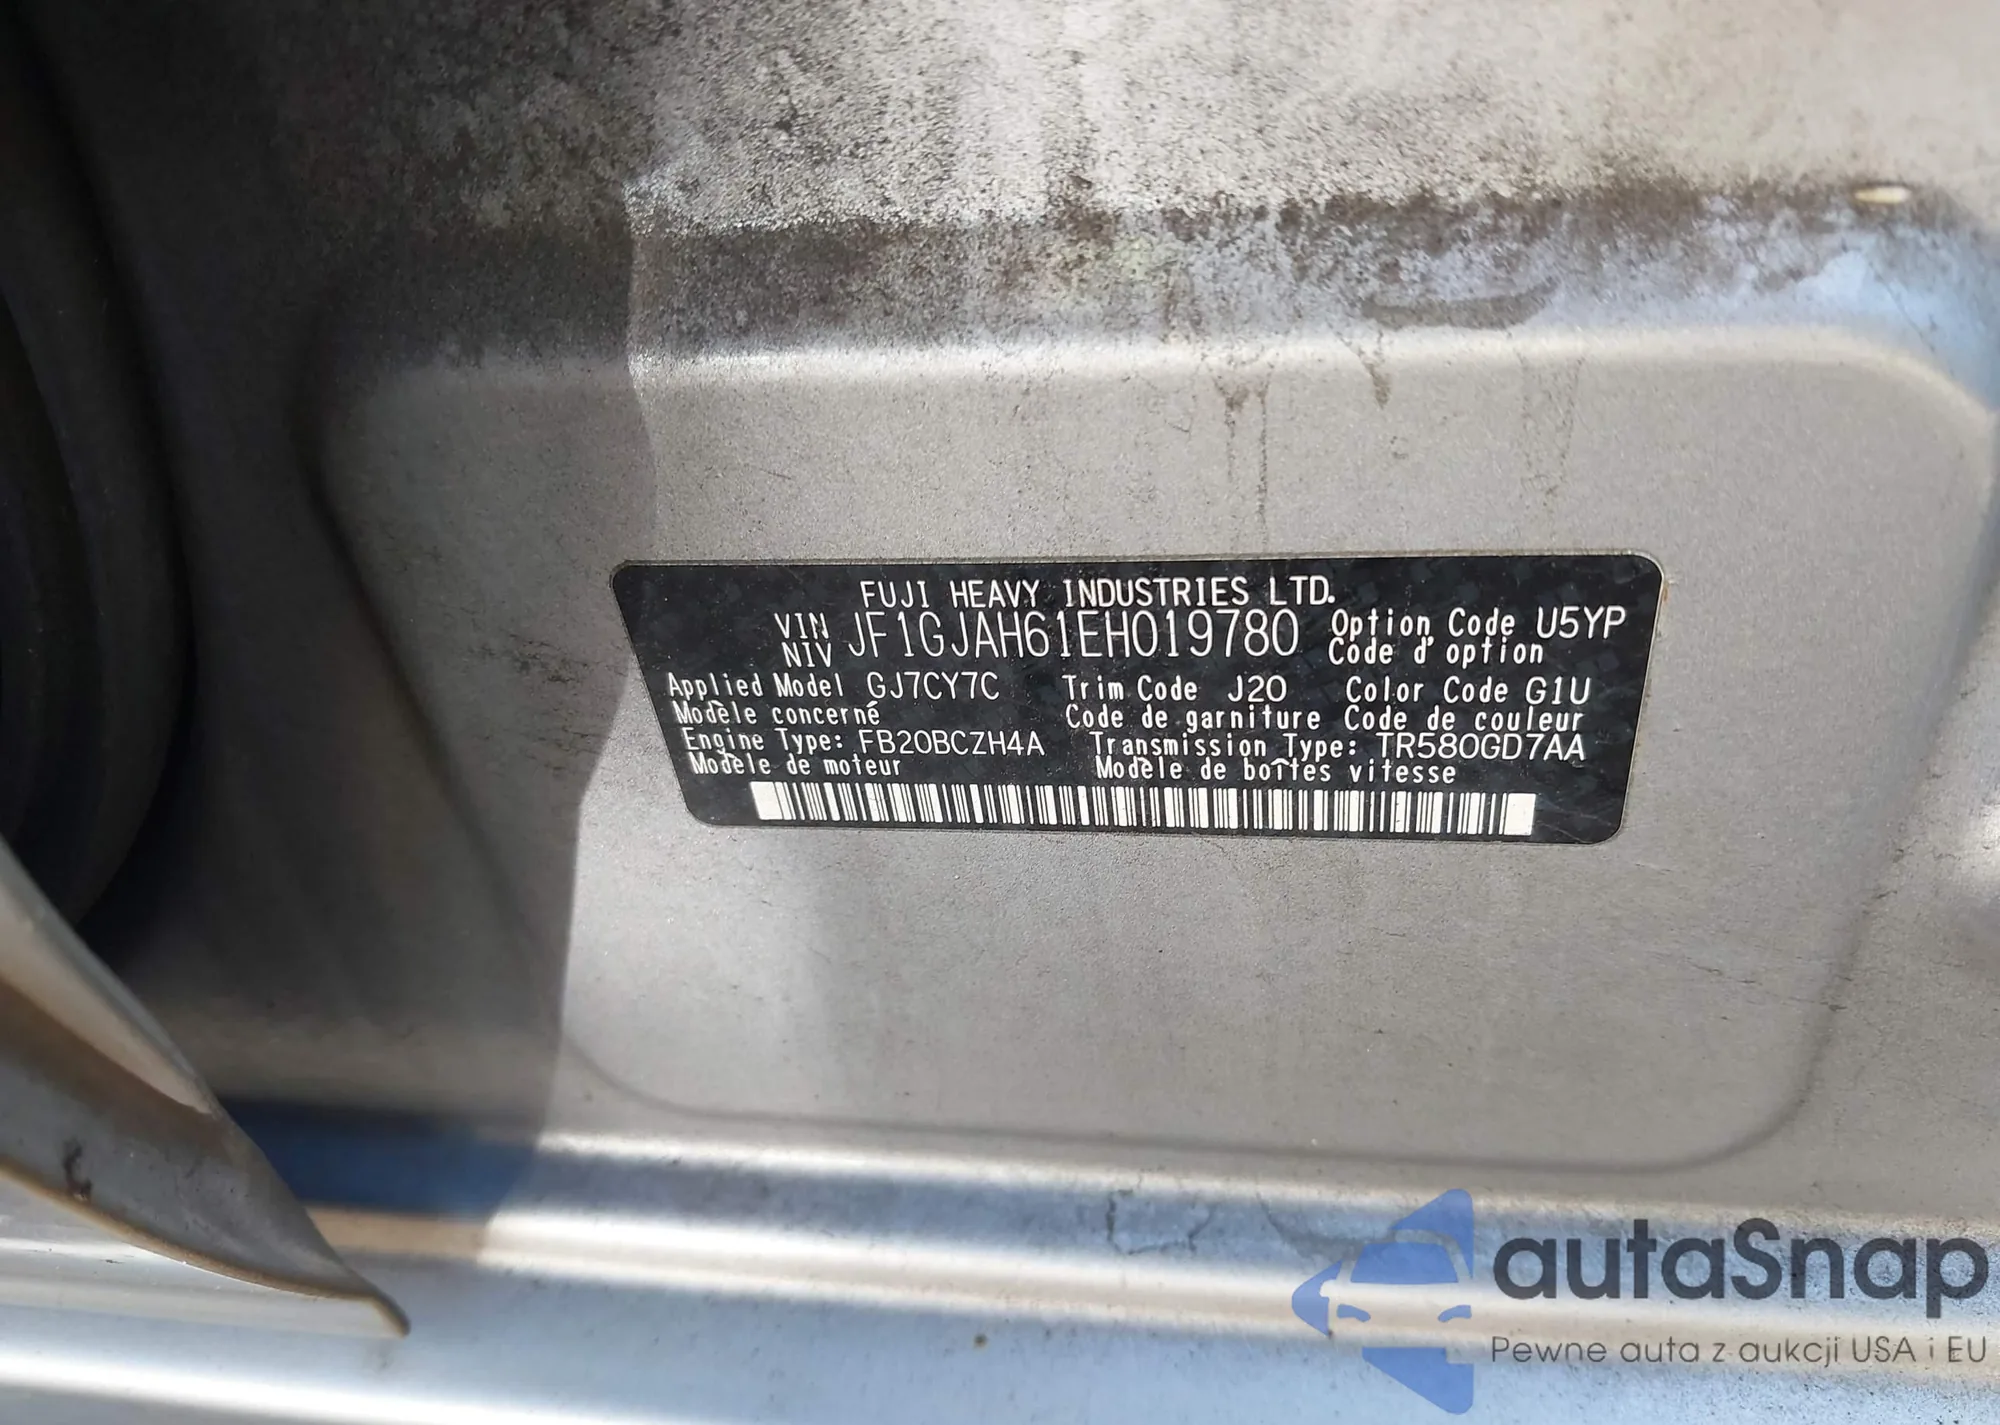 FUJI HEAVY INDUSTRIES LTD.
VIN JF1GJAH61EH019780 Option Code U5YP
NIV Code d'option
Applied Model GJ7CY7C Trim Code J20 Color Code G1U
Modèle concerné Code de garniture Code de couleur
Engine Type: FB20BCZH4A Transmission Type: TR580GD7AA
Modèle de moteur Modèle de boîtes vitesse
autaSnap
Pewne auta z aukcji USA i EU